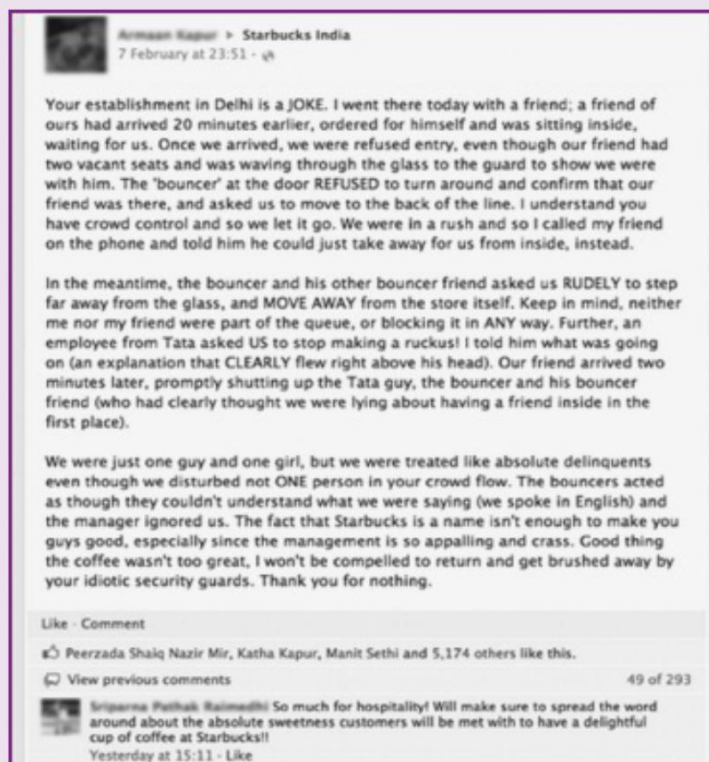 Armaan Kapur ▸ Starbucks India
7 February at 23:51 ·
Your establishment in Delhi is a JOKE. I went there today with a friend; a friend of
ours had arrived 20 minutes earlier, ordered for himself and was sitting inside,
waiting for us. Once we arrived, we were refused entry, even though our friend had
two vacant seats and was waving through the glass to the guard to show we were
with him. The 'bouncer' at the door REFUSED to turn around and confirm that our
friend was there, and asked us to move to the back of the line. I understand you
have crowd control and so we let it go. We were in a rush and so I called my friend
on the phone and told him he could just take away for us from inside, instead.
In the meantime, the bouncer and his other bouncer friend asked us RUDELY to step
far away from the glass, and MOVE AWAY from the store itself. Keep in mind, neither
me nor my friend were part of the queue, or blocking it in ANY way. Further, an
employee from Tata asked US to stop making a ruckus! I told him what was going
on (an explanation that CLEARLY flew right above his head). Our friend arrived two
minutes later, promptly shutting up the Tata guy, the bouncer and his bouncer
friend (who had clearly thought we were lying about having a friend inside in the
first place).
We were just one guy and one girl, but we were treated like absolute delinquents
even though we disturbed not ONE person in your crowd flow. The bouncers acted
as though they couldn't understand what we were saying (we spoke in English) and
the manager ignored us. The fact that Starbucks is a name isn't enough to make you
guys good, especially since the management is so appalling and crass. Good thing
the coffee wasn't too great, I won't be compelled to return and get brushed away by
your idiotic security guards. Thank you for nothing.
Like · Comment
Peerzada Shaiq Nazir Mir, Katha Kapur, Manit Sethi and 5,174 others like this.
View previous comments 49 of 293
So much for hospitality! Will make sure to spread the word
around about the absolute sweetness customers will be met with to have a delightful
cup of coffee at Starbucks!!
Yesterday at 15:11 · Like